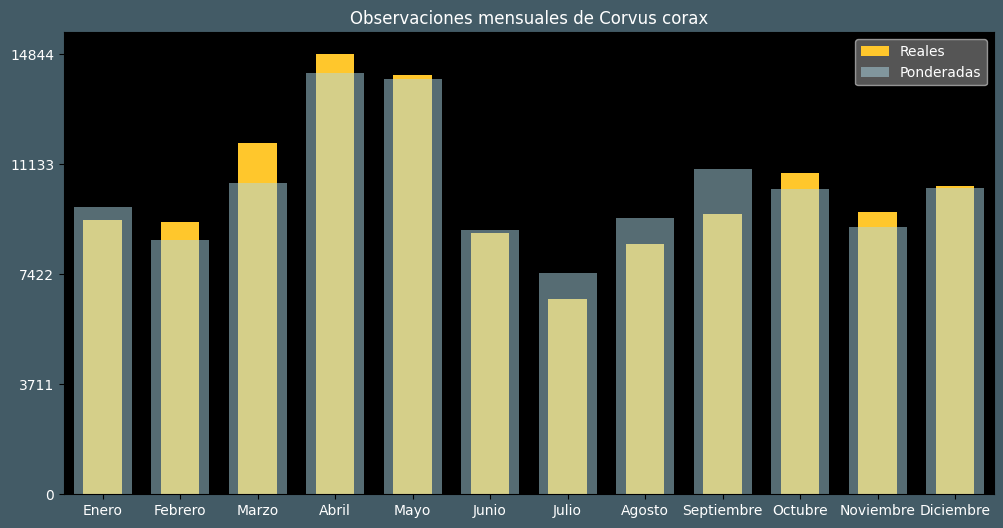 Observaciones mensuales de Corvus corax
Reales
Ponderadas
14844
11133
7422
3711
0
Enero Febrero Marzo Abril Mayo Junio Julio Agosto Septiembre Octubre Noviembre Diciembre